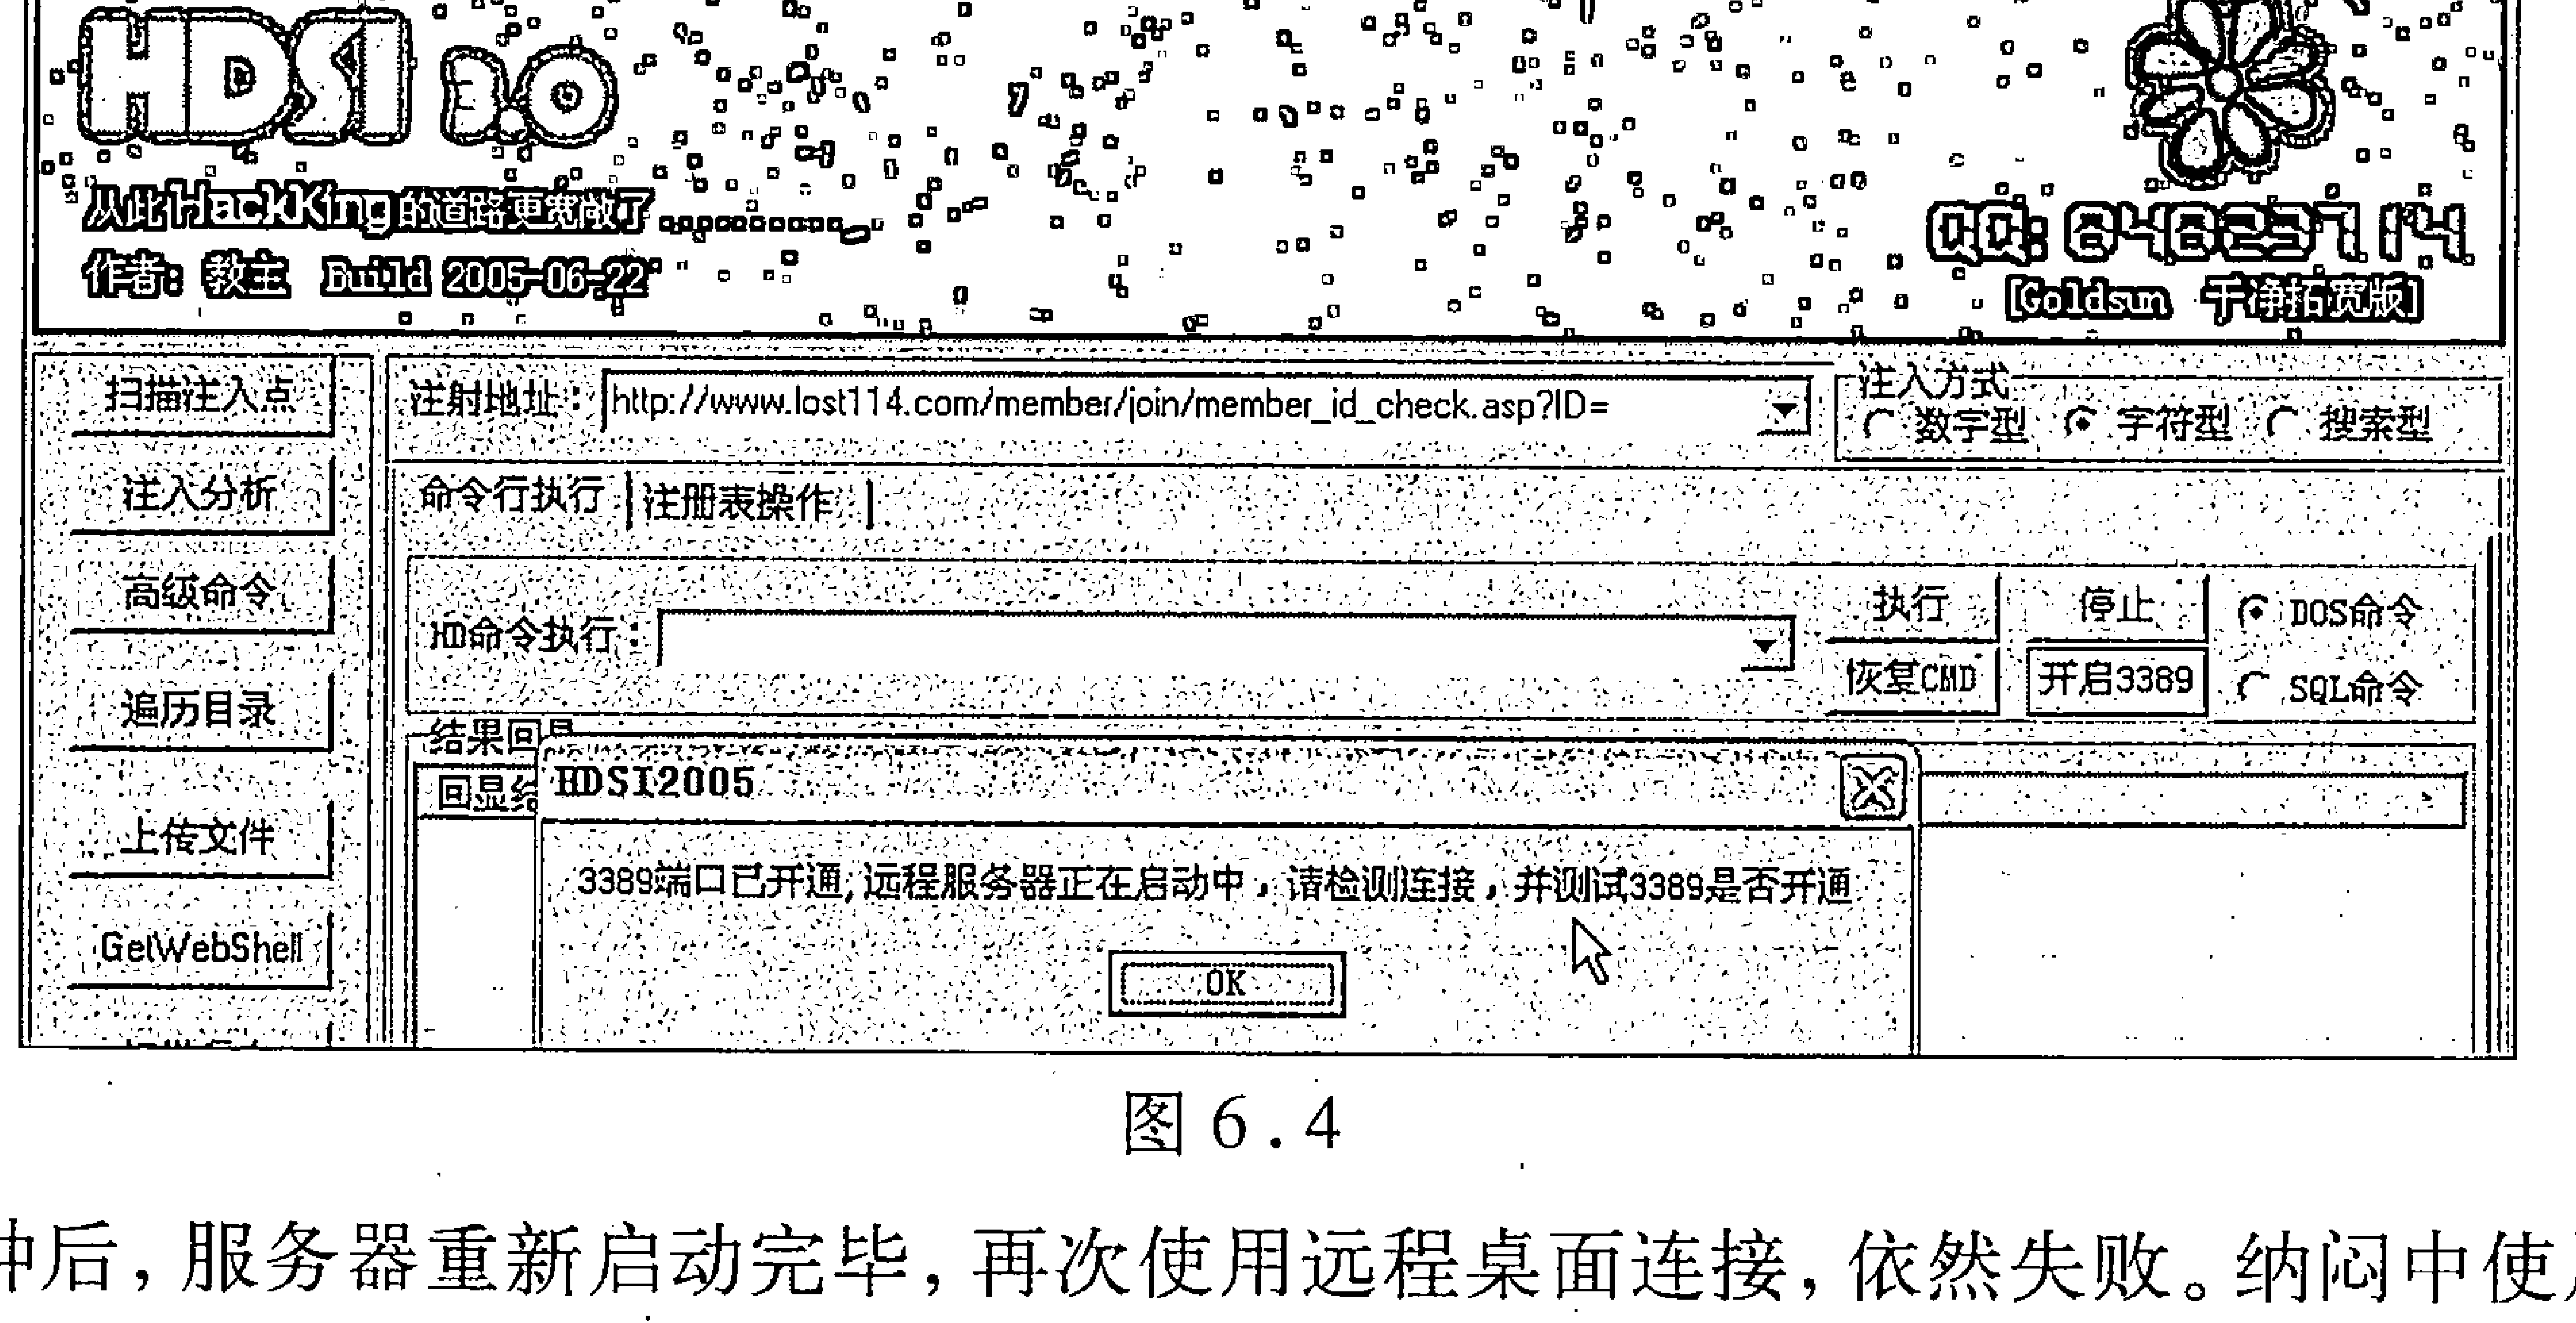 HDSI 3.0
从此HackKing的道路更宽敞了
作者：教主 Build 2005-06-22
QQ: 848237114
[Goldsun 干净拓宽版]
扫描注入点
注入分析
高级命令
遍历目录
上传文件
GetWebShell
注射地址： http://www.lost114.com/member/join/member_id_check.asp?ID=
注入方式
数字型 字符型 搜索型
命令行执行 注册表操作
HD命令执行：
执行 停止 DOS命令
恢复CMD 开启3389 SQL命令
结果回显
回显结
HDSI2005
3389端口已开通,远程服务器正在启动中，请检测连接，并测试3389是否开通
OK
图 6.4
钟后，服务器重新启动完毕，再次使用远程桌面连接，依然失败。纳闷中使